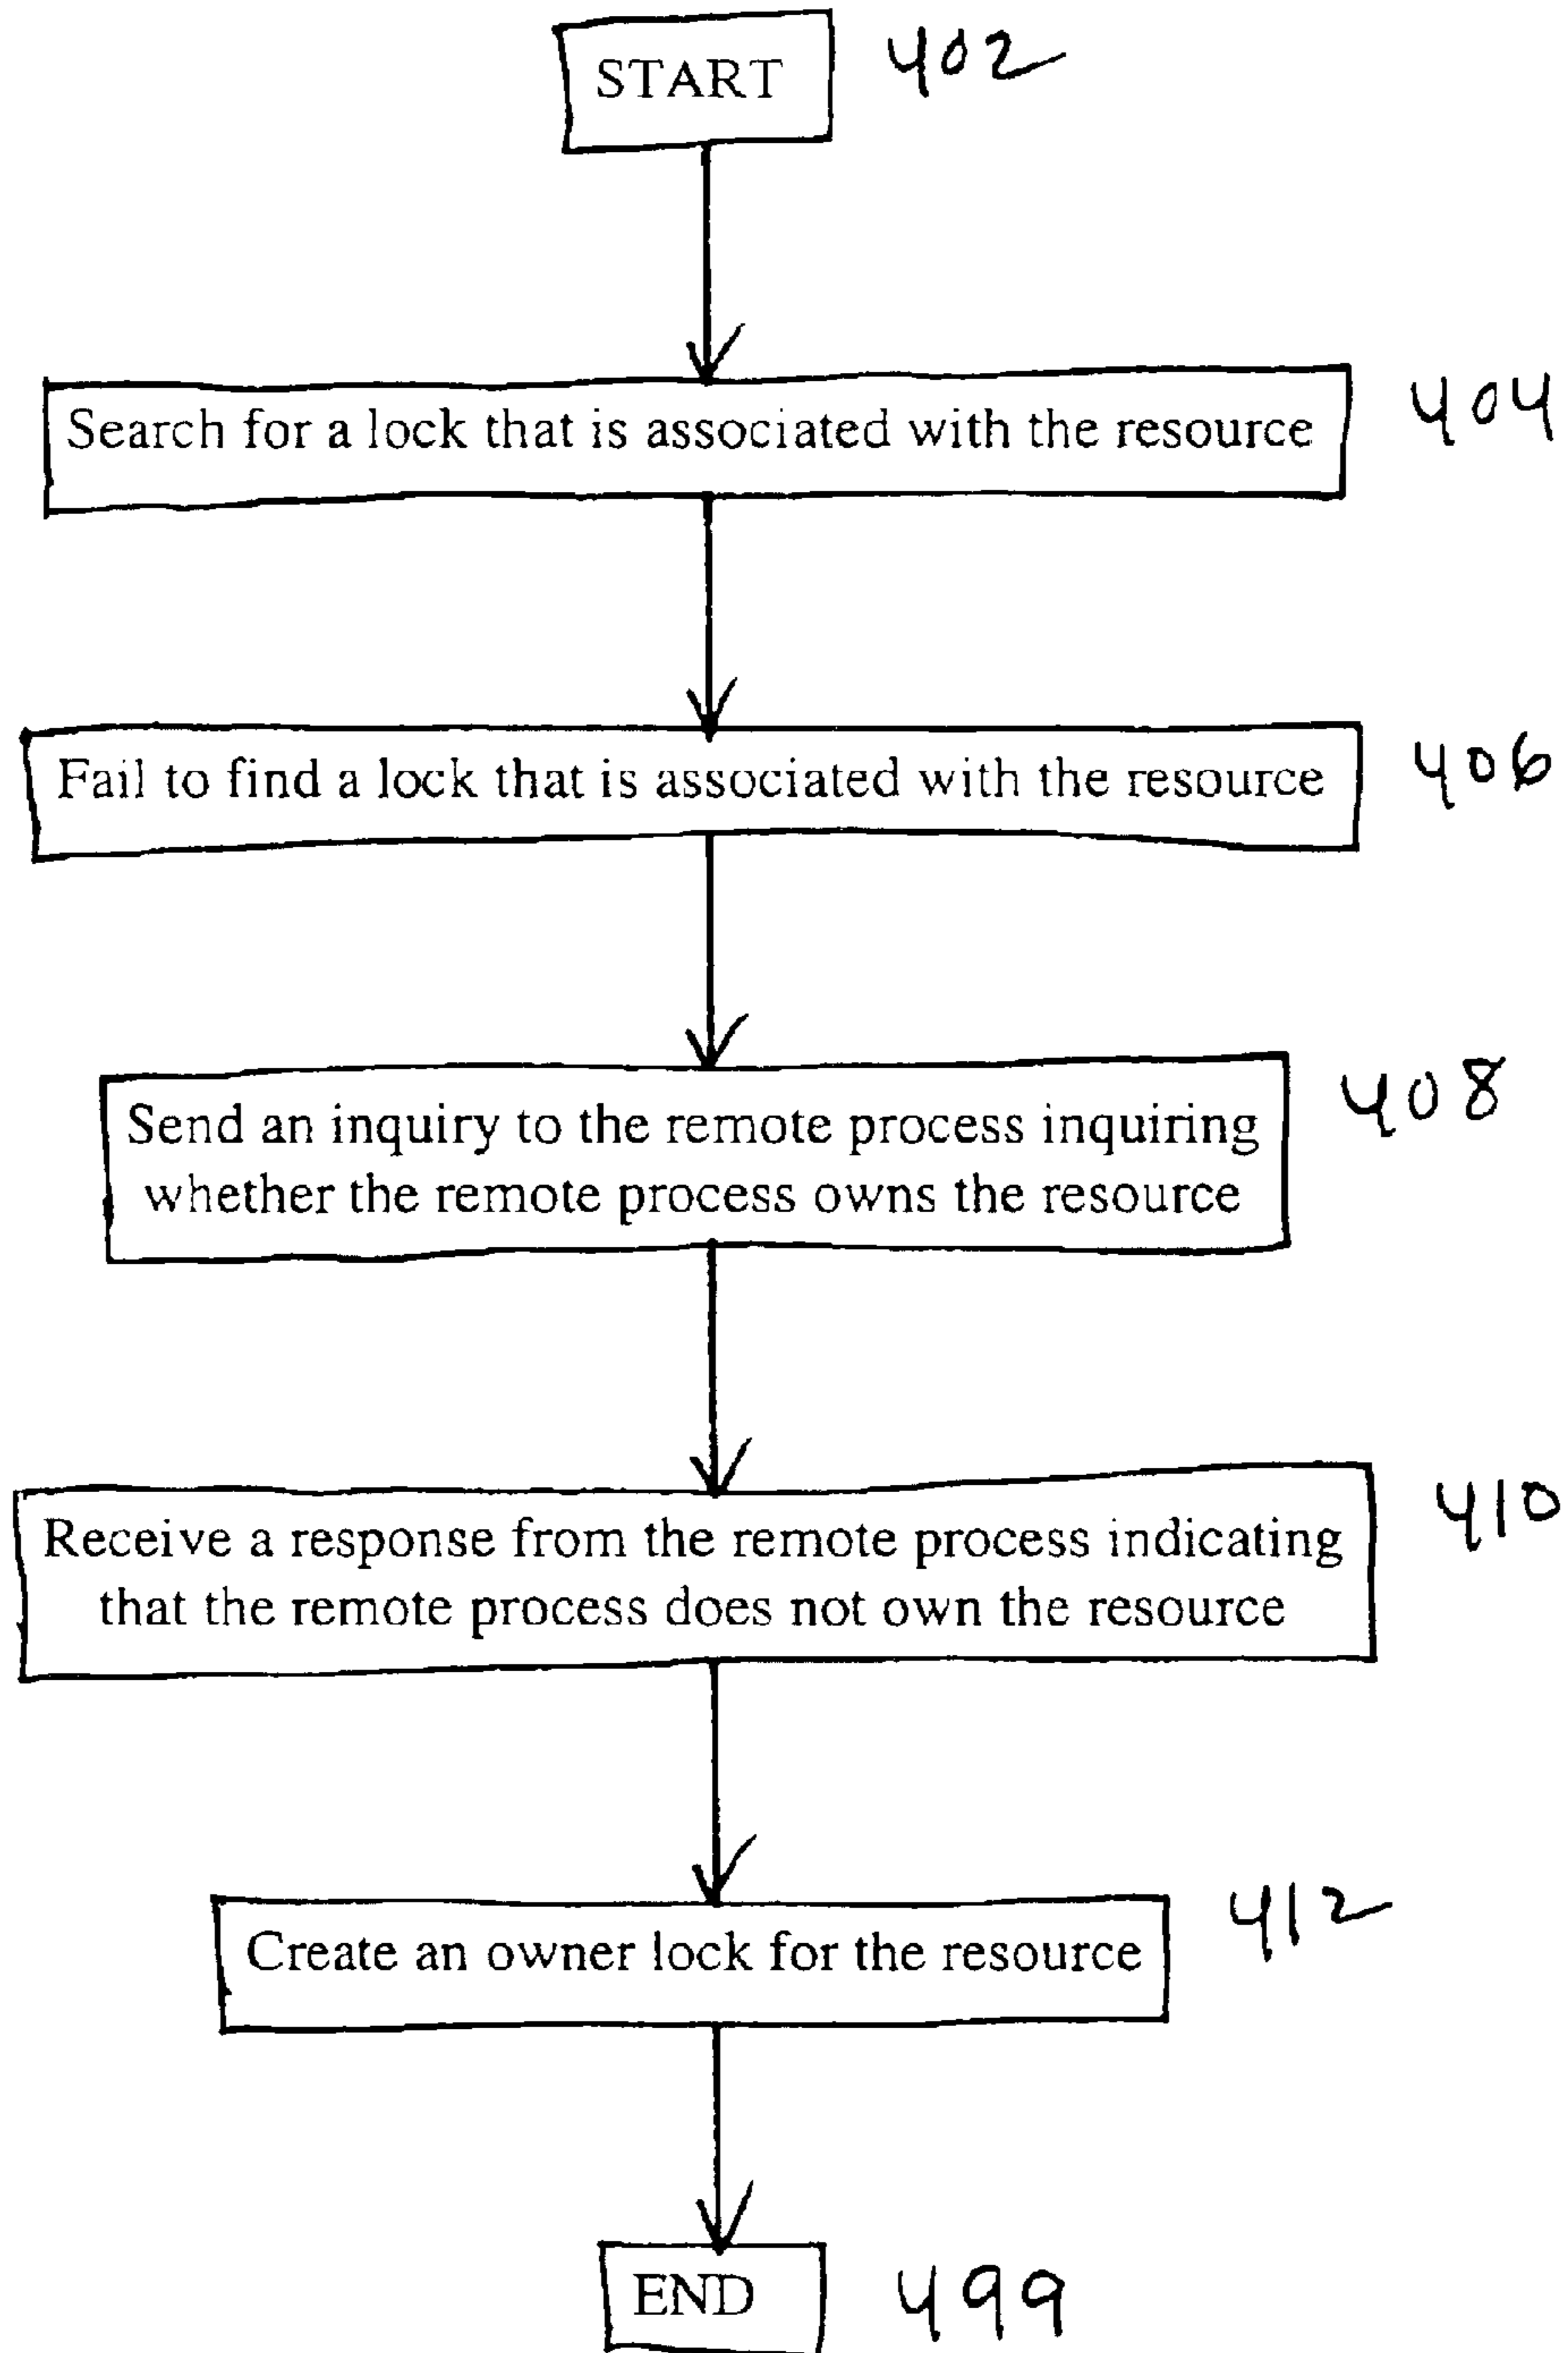 START 402
Search for a lock that is associated with the resource 404
Fail to find a lock that is associated with the resource 406
Send an inquiry to the remote process inquiring 408
whether the remote process owns the resource
Receive a response from the remote process indicating 410
that the remote process does not own the resource
Create an owner lock for the resource 412
END 499